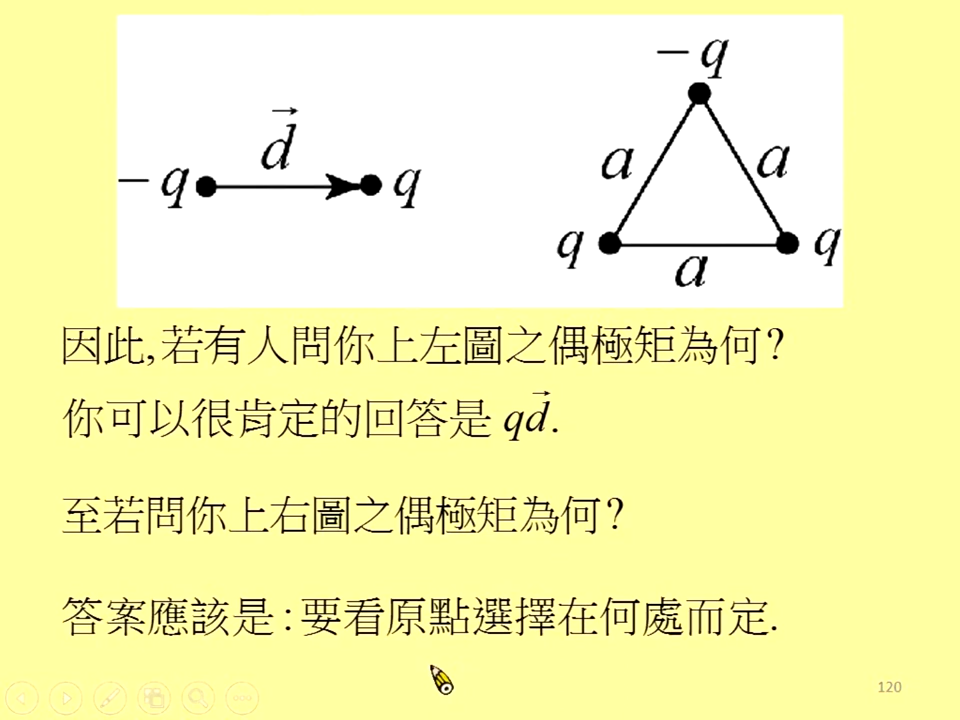 −q
d⃗
q
−q
a
a
q
a
q
因此,若有人問你上左圖之偶極矩為何?
你可以很肯定的回答是 qd⃗.
至若問你上右圖之偶極矩為何?
答案應該是:要看原點選擇在何處而定.
120